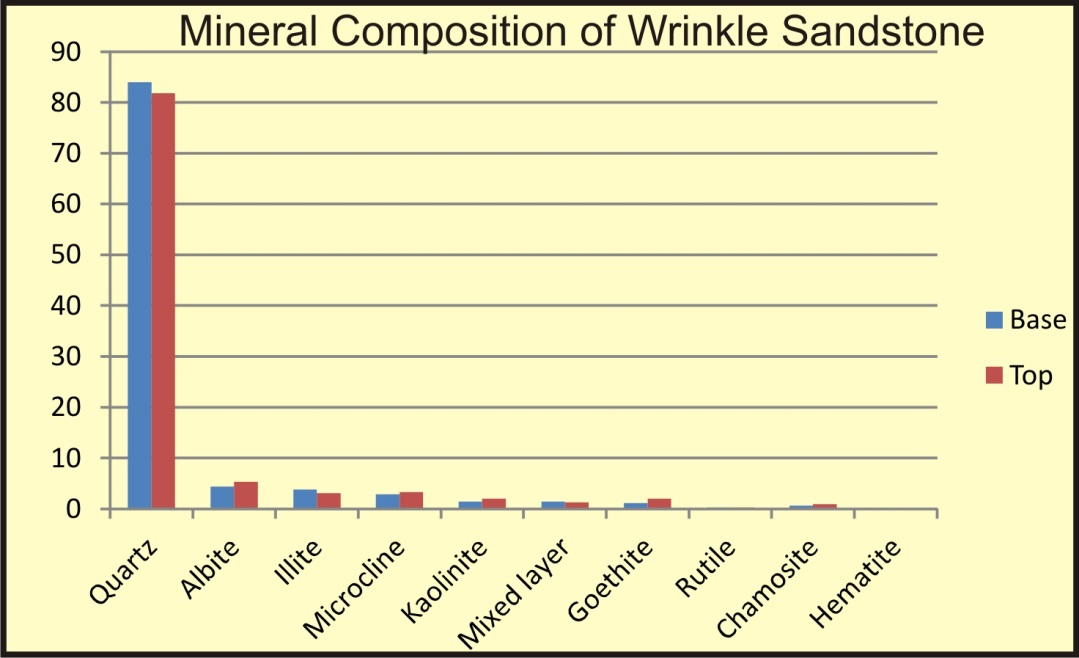 Mineral Composition of Wrinkle Sandstone
90
80
70
60
50
40
30
20
10
0
Quartz
Albite
Illite
Microcline
Kaolinite
Mixed layer
Goethite
Rutile
Chamosite
Hematite
Base
Top